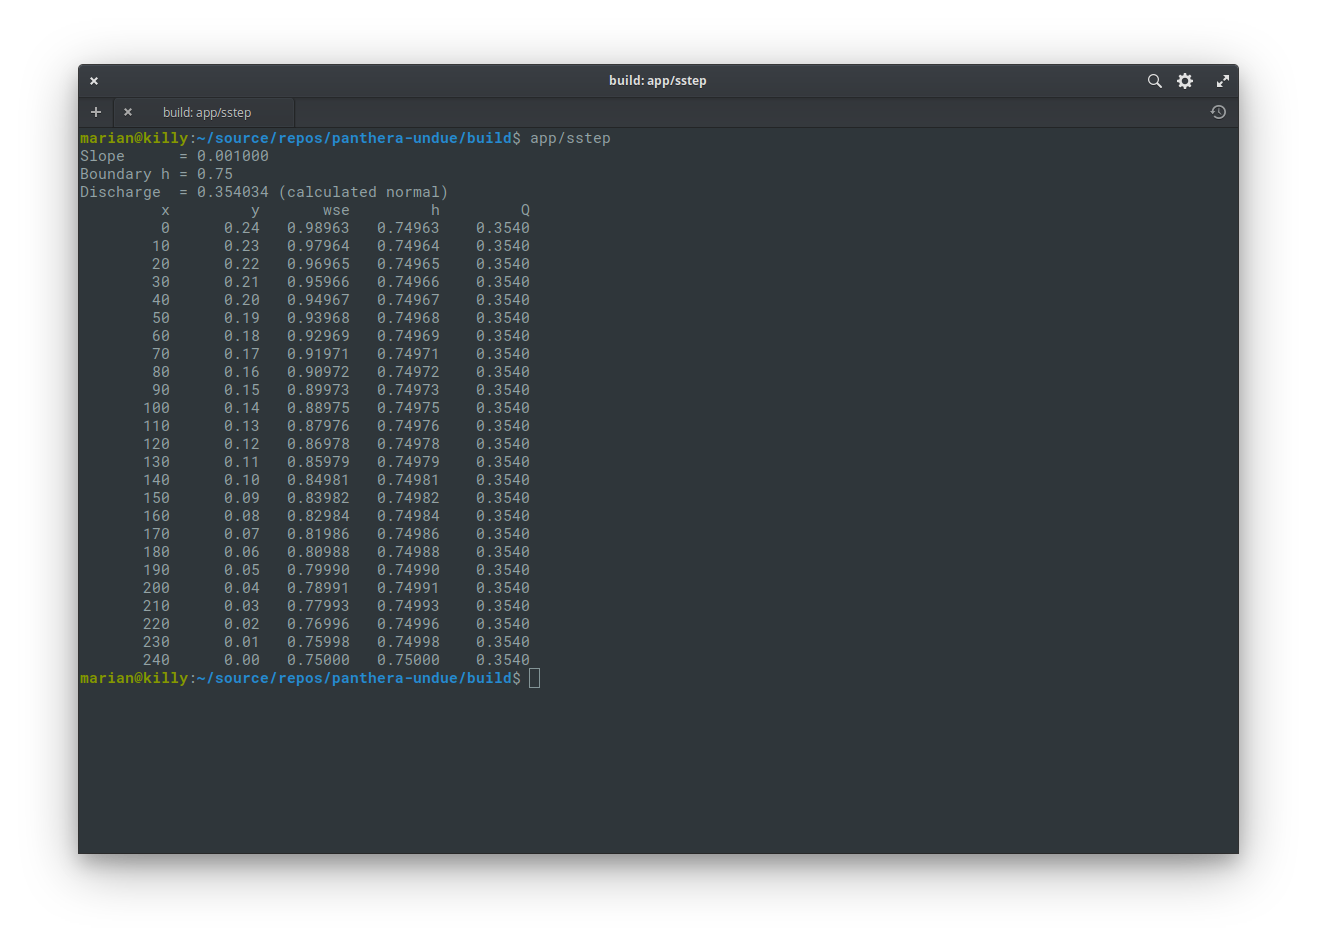 build: app/sstep
build: app/sstep
marian@killy:~/source/repos/panthera-undue/build$ app/sstep
Slope      = 0.001000
Boundary h = 0.75
Discharge  = 0.354034 (calculated normal)
x y wse h Q
0 0.24 0.98963 0.74963 0.3540
10 0.23 0.97964 0.74964 0.3540
20 0.22 0.96965 0.74965 0.3540
30 0.21 0.95966 0.74966 0.3540
40 0.20 0.94967 0.74967 0.3540
50 0.19 0.93968 0.74968 0.3540
60 0.18 0.92969 0.74969 0.3540
70 0.17 0.91971 0.74971 0.3540
80 0.16 0.90972 0.74972 0.3540
90 0.15 0.89973 0.74973 0.3540
100 0.14 0.88975 0.74975 0.3540
110 0.13 0.87976 0.74976 0.3540
120 0.12 0.86978 0.74978 0.3540
130 0.11 0.85979 0.74979 0.3540
140 0.10 0.84981 0.74981 0.3540
150 0.09 0.83982 0.74982 0.3540
160 0.08 0.82984 0.74984 0.3540
170 0.07 0.81986 0.74986 0.3540
180 0.06 0.80988 0.74988 0.3540
190 0.05 0.79990 0.74990 0.3540
200 0.04 0.78991 0.74991 0.3540
210 0.03 0.77993 0.74993 0.3540
220 0.02 0.76996 0.74996 0.3540
230 0.01 0.75998 0.74998 0.3540
240 0.00 0.75000 0.75000 0.3540
marian@killy:~/source/repos/panthera-undue/build$